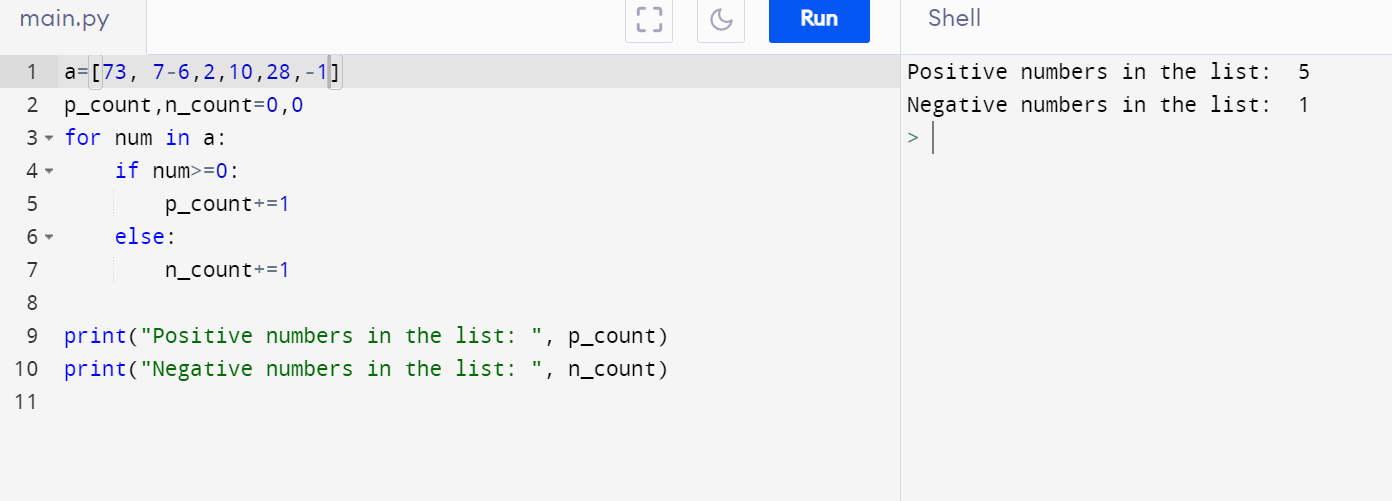 main.py
Run
Shell
1 a=[73, 7-6,2,10,28,-1]
2 p_count,n_count=0,0
3 for num in a:
4     if num>=0:
5         p_count+=1
6     else:
7         n_count+=1
8
9 print("Positive numbers in the list: ", p_count)
10 print("Negative numbers in the list: ", n_count)
11
Positive numbers in the list:  5
Negative numbers in the list:  1
>